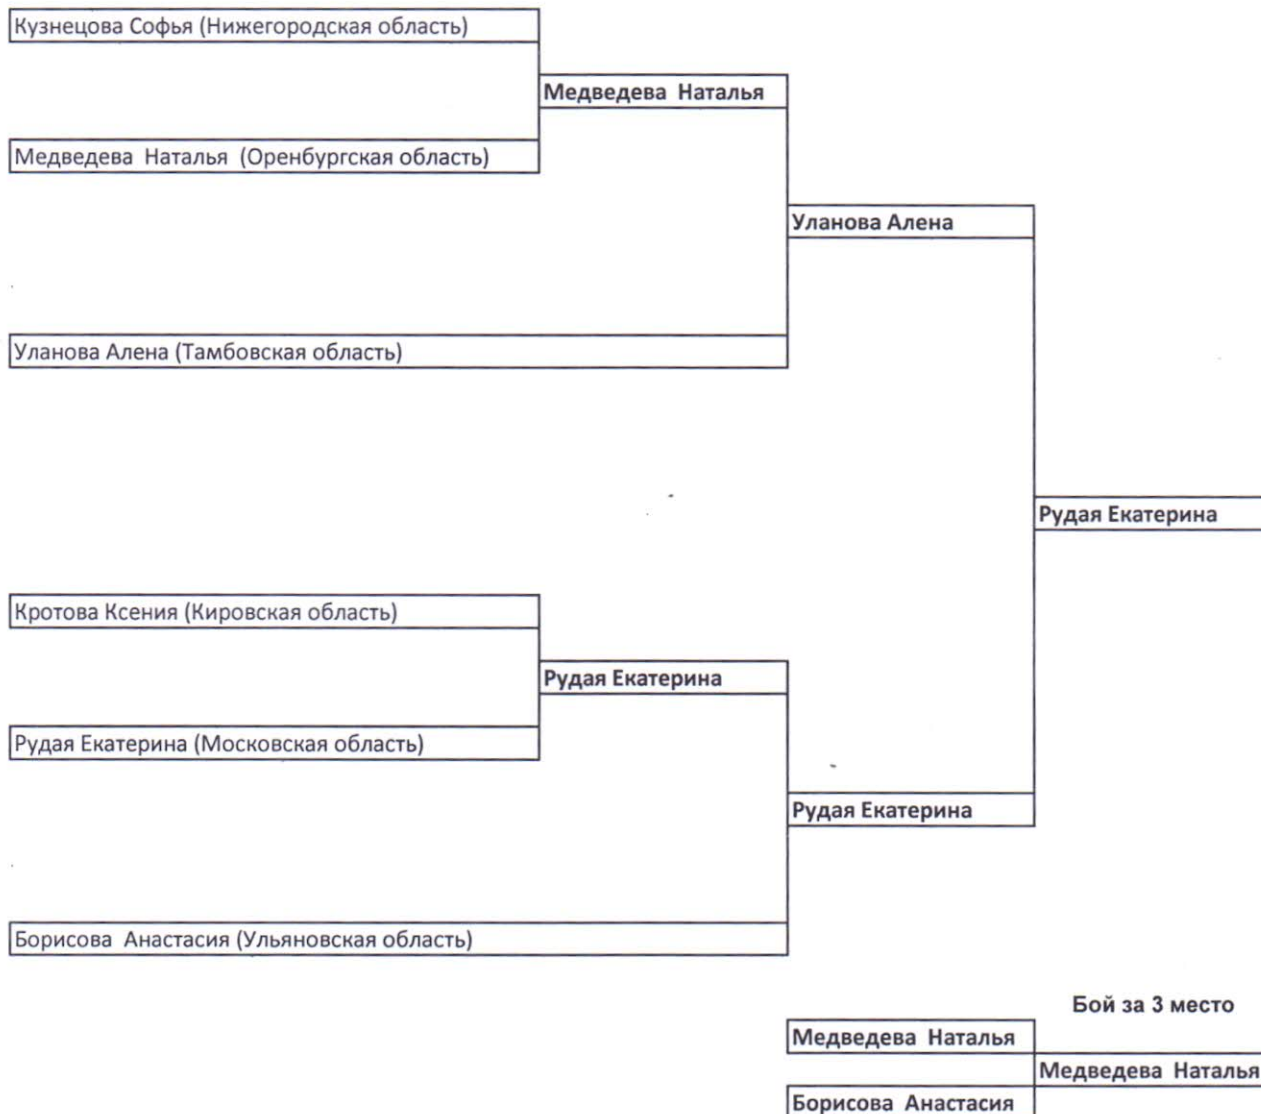 Кузнецова Софья (Нижегородская область)
Медведева Наталья
Медведева Наталья (Оренбургская область)
Уланова Алена
Уланова Алена (Тамбовская область)
Рудая Екатерина
Кротова Ксения (Кировская область)
Рудая Екатерина
Рудая Екатерина (Московская область)
Рудая Екатерина
Борисова Анастасия (Ульяновская область)
Бой за 3 место
Медведева Наталья
Медведева Наталья
Борисова Анастасия